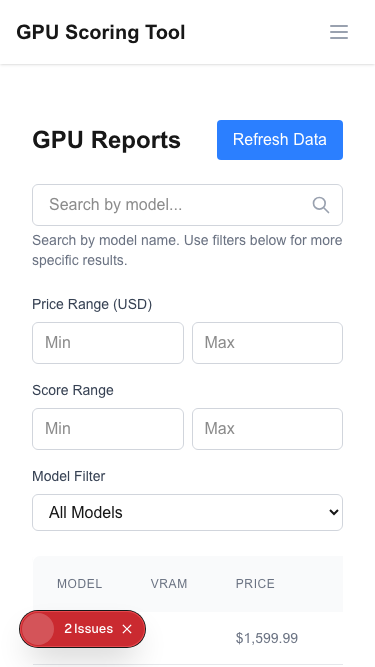 GPU Scoring Tool
GPU Reports
Refresh Data
Search by model...
Search by model name. Use filters below for more
specific results.
Price Range (USD)
Min
Max
Score Range
Min
Max
Model Filter
All Models
MODEL VRAM PRICE
2 Issues
$1,599.99